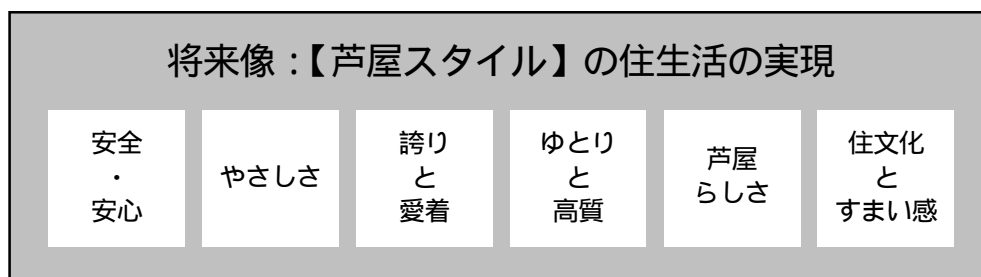 将来像：【芦屋スタイル】の住生活の実現
安全
・
安心
やさしさ
誇り
と
愛着
ゆとり
と
高質
芦屋
らしさ
住文化
と
すまい感